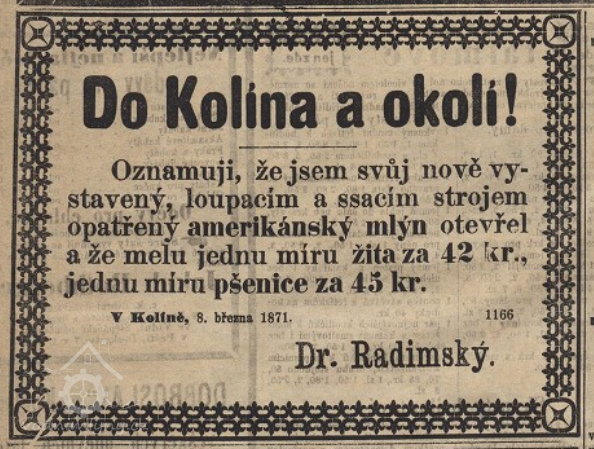 Do Kolína a okolí!
Oznamuji, že jsem svůj nově vy-
stavený, loupacím a ssacím strojem
opatřený amerikánský mlýn otevřel
a že melu jednu míru žita za 42 kr.,
jednu míru pšenice za 45 kr.
V Kolíně, 8. března 1871. 1166
Dr. Radimský.